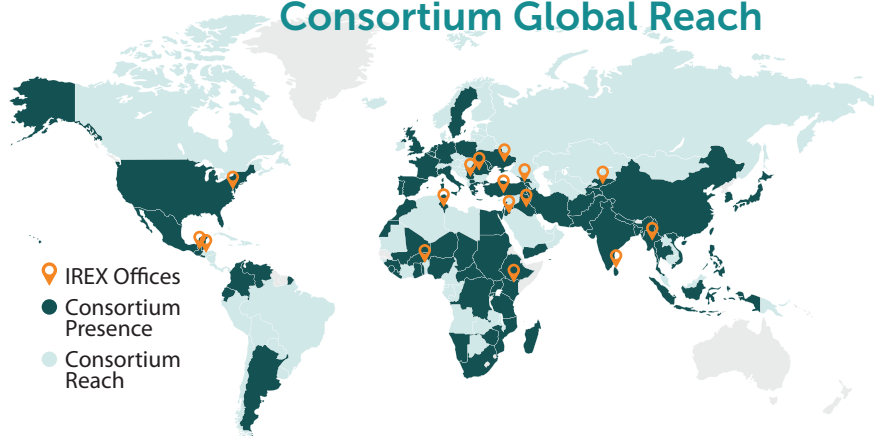 Consortium Global Reach
IREX Offices
Consortium
Presence
Consortium
Reach